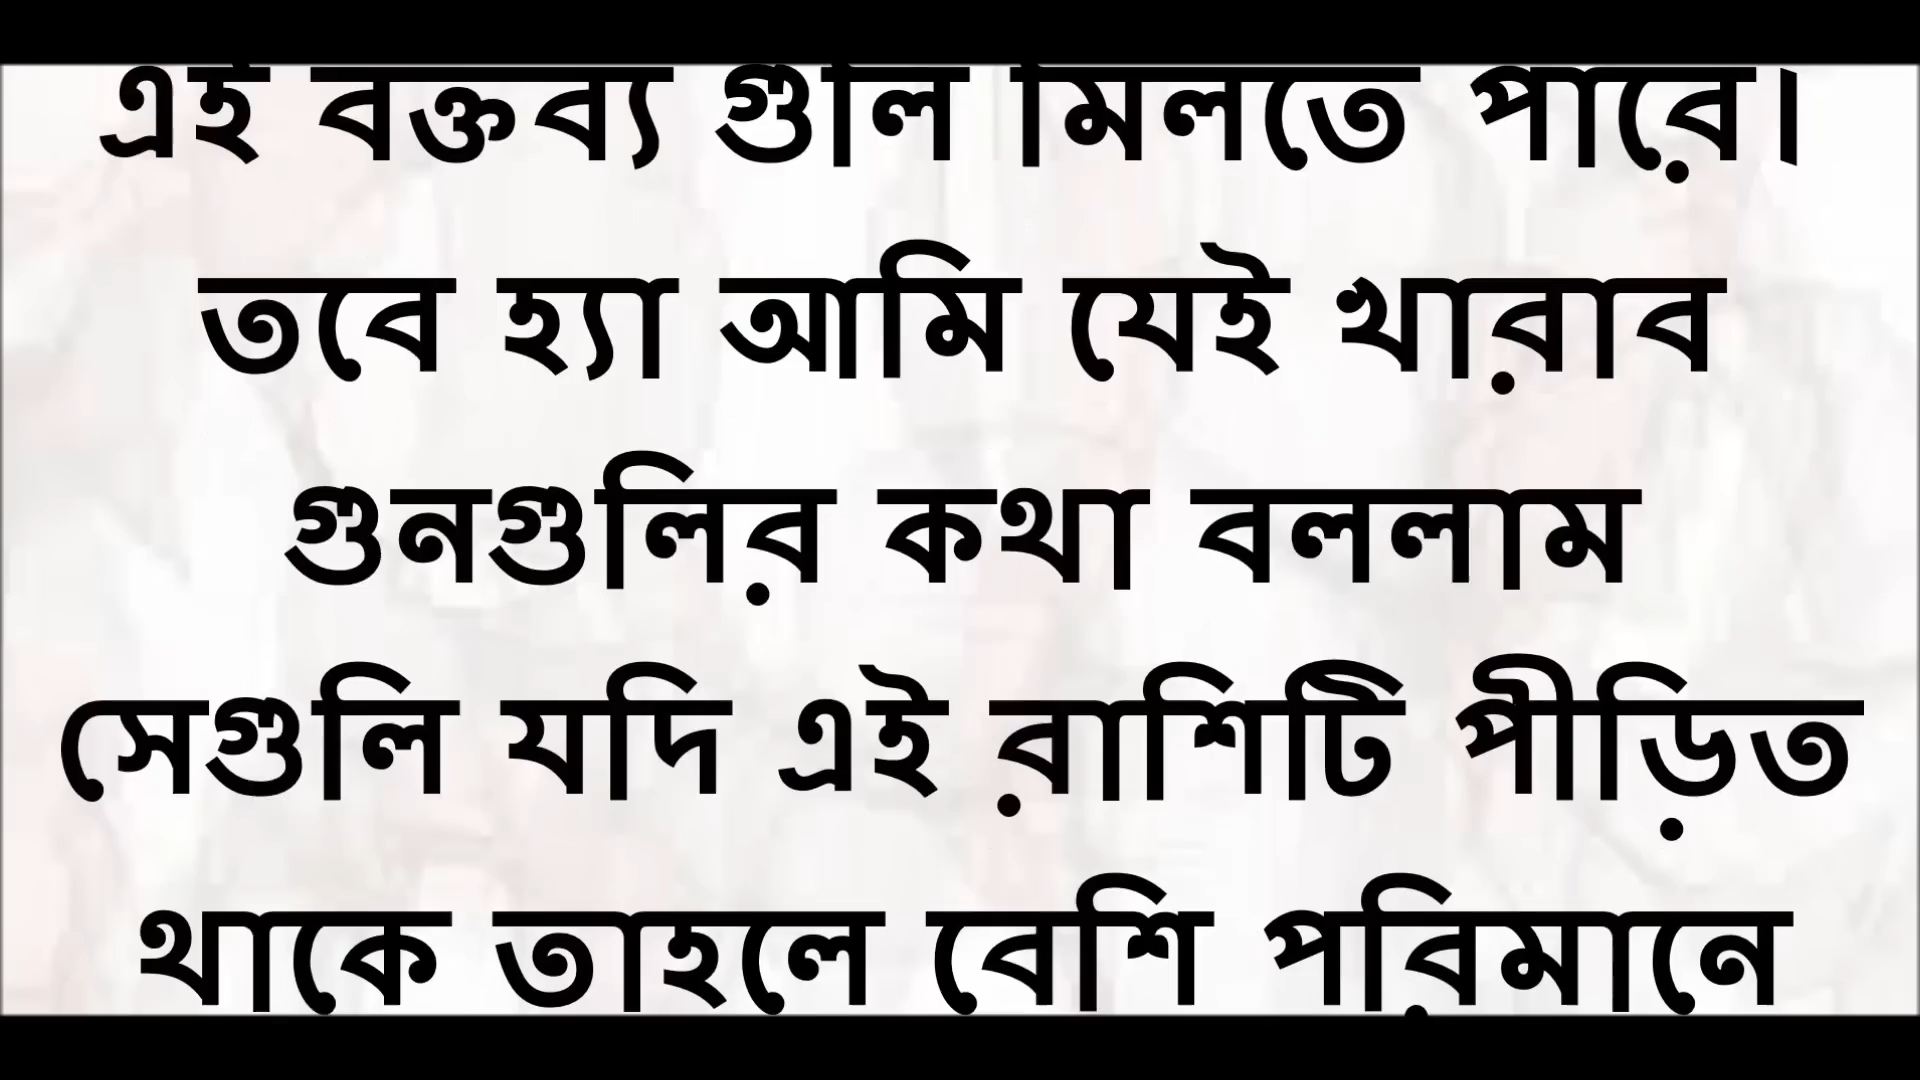 এই বক্তব্য গুলি মিলতে পারে।
তবে হ্যা আমি যেই খারাব
গুনগুলির কথা বললাম
সেগুলি যদি এই রাশিটি পীড়িত
থাকে তাহলে বেশি পরিমানে